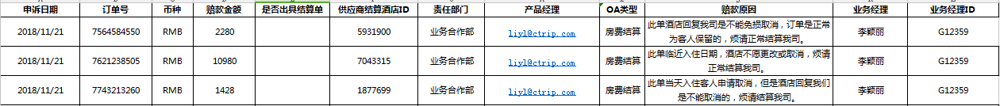 申诉日期 订单号 币种 赔款金额 是否出具结算单 供应商结算酒店ID 责任部门 产品经理 OA类型 赔款原因 业务经理 业务经理ID
2018/11/21 7564584550 RMB 2280 5931900 业务合作部 liyl@ctrip.com 房费结算 此单酒店回复我司是不能免损取消，订单是正常为客人保留的，烦请正常结算我司。 李颖丽 G12359
2018/11/21 7621238505 RMB 10980 7043315 业务合作部 liyl@ctrip.com 房费结算 此单临近入住日期，酒店不愿更改或取消，烦请正常结算我司。 李颖丽 G12359
2018/11/21 7743213260 RMB 1428 1877699 业务合作部 liyl@ctrip.com 房费结算 此单当天入住客人申请取消，但是酒店回复我们是不能取消的，烦请结算我司。 李颖丽 G12359